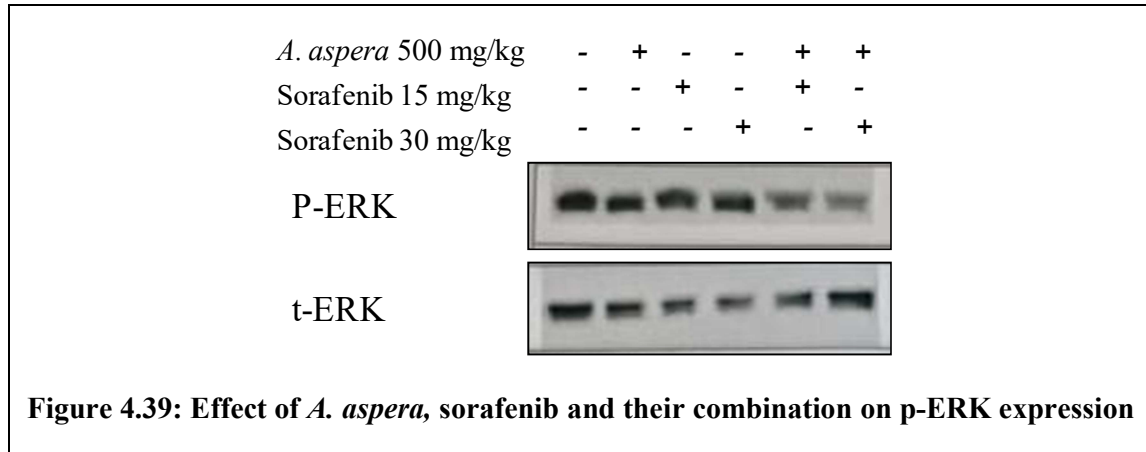 A. aspera 500 mg/kg - + - - + +
Sorafenib 15 mg/kg - - + - + -
Sorafenib 30 mg/kg - - - + - +
P-ERK
t-ERK
Figure 4.39: Effect of A. aspera, sorafenib and their combination on p-ERK expression